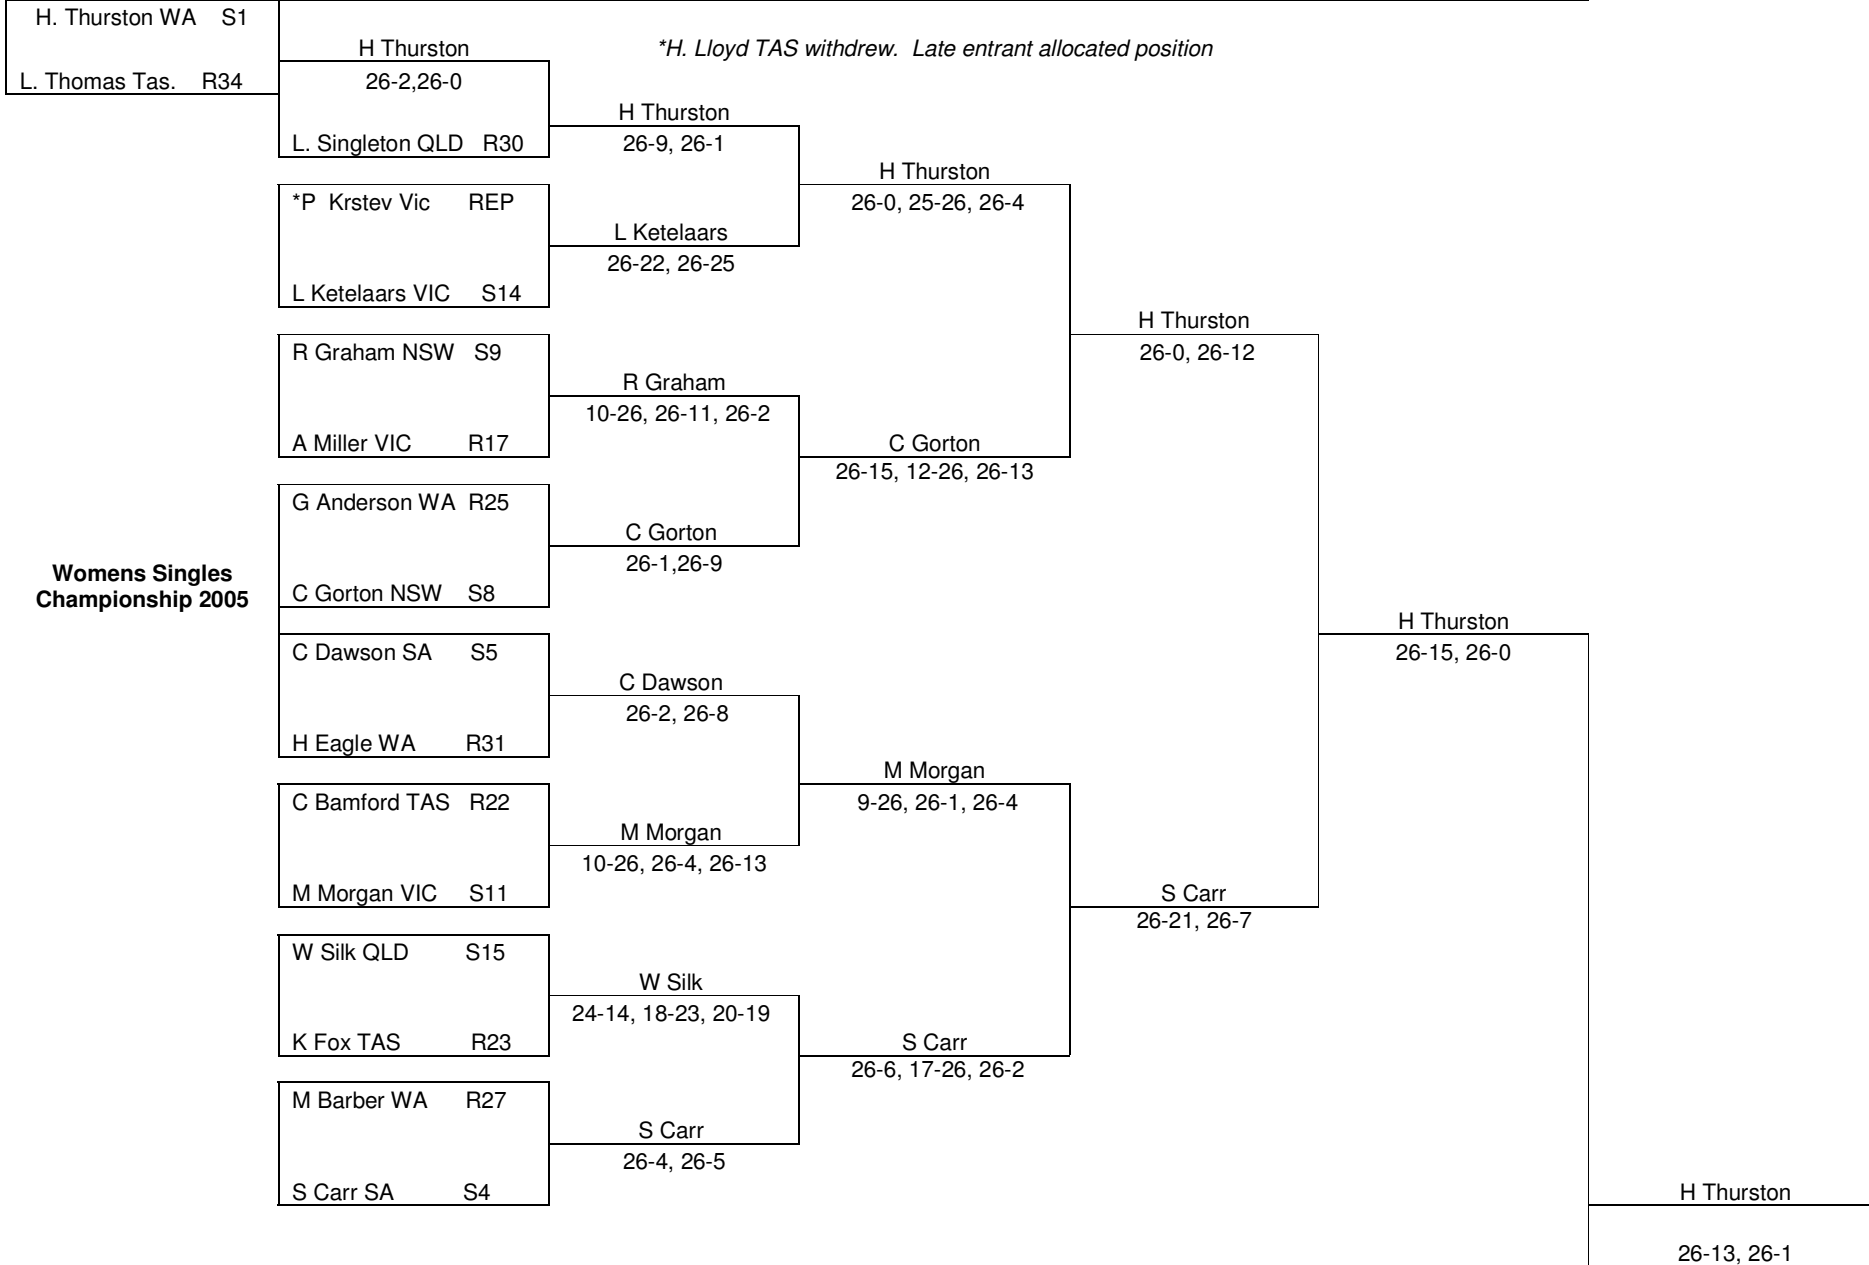 H. Thurston WA S1
H Thurston
*H. Lloyd TAS withdrew. Late entrant allocated position
L. Thomas Tas. R34
26-2,26-0
H Thurston
L. Singleton QLD R30
26-9, 26-1
H Thurston
*P Krstev Vic REP
26-0, 25-26, 26-4
L Ketelaars
26-22, 26-25
L Ketelaars VIC S14
H Thurston
R Graham NSW S9
26-0, 26-12
R Graham
10-26, 26-11, 26-2
A Miller VIC R17
C Gorton
26-15, 12-26, 26-13
G Anderson WA R25
C Gorton
26-1,26-9
Womens Singles
Championship 2005
C Gorton NSW S8
H Thurston
C Dawson SA S5
26-15, 26-0
C Dawson
26-2, 26-8
H Eagle WA R31
M Morgan
C Bamford TAS R22
9-26, 26-1, 26-4
M Morgan
10-26, 26-4, 26-13
M Morgan VIC S11
S Carr
26-21, 26-7
W Silk QLD S15
W Silk
24-14, 18-23, 20-19
K Fox TAS R23
S Carr
26-6, 17-26, 26-2
M Barber WA R27
S Carr
26-4, 26-5
S Carr SA S4
H Thurston
26-13, 26-1